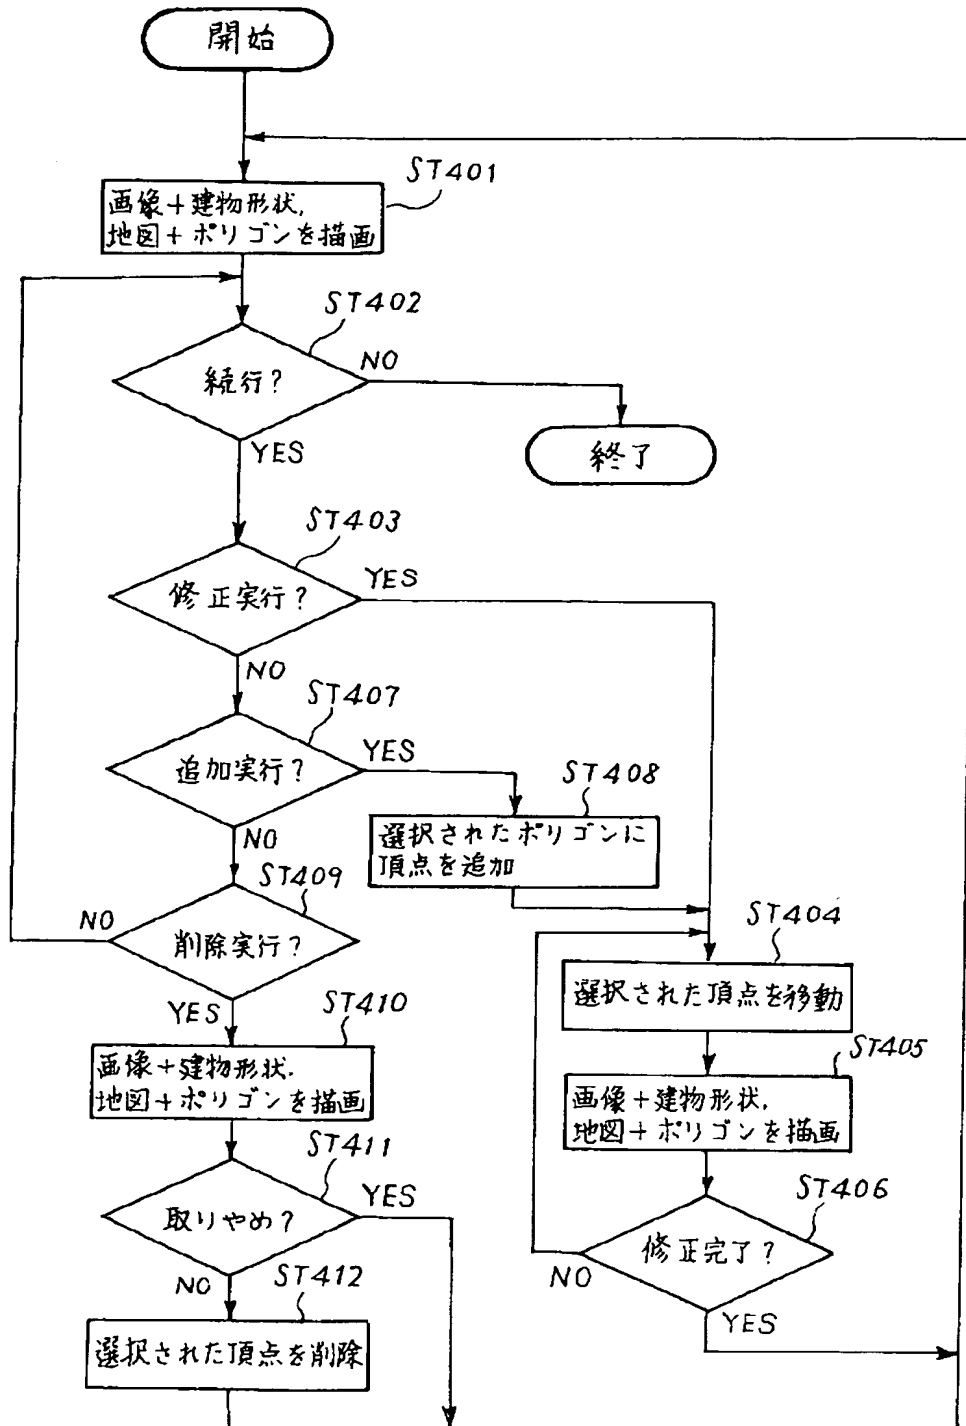 開始
ST401
画像+建物形状,
地図+ポリゴンを描画
ST402
続行?
NO
YES
終了
ST403
修正実行?
YES
NO
ST407
追加実行?
YES
NO
ST408
選択されたポリゴンに
頂点を追加
ST409
削除実行?
NO
YES
ST404
選択された頂点を移動
ST405
画像+建物形状,
地図+ポリゴンを描画
ST406
修正完了?
NO
YES
ST410
画像+建物形状.
地図+ポリゴンを描画
ST411
取りやめ?
YES
NO
ST412
選択された頂点を削除